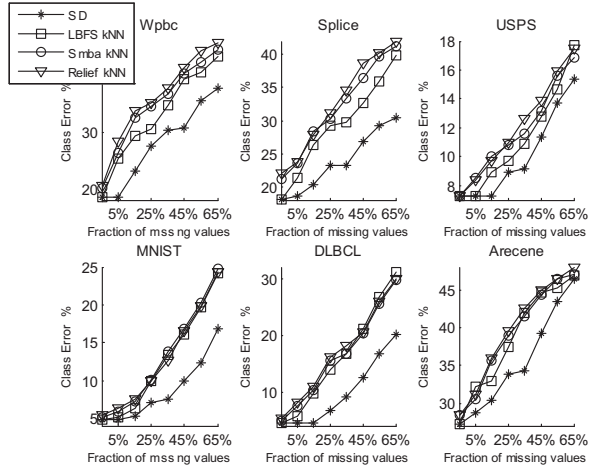 SD
LBFS kNN
Smba kNN
Relief kNN
Wpbc
Class Error %
30
20
5% 25% 45% 65%
Fraction of mssng values
Splice
Class Error %
40
35
30
25
20
5% 25% 45% 65%
Fraction of missing values
USPS
Class Error %
18
16
14
12
10
8
5% 25% 45% 65%
Fraction of missing values
MNIST
Class Error %
25
20
15
10
5
5% 25% 45% 65%
Fraction of mssng values
DLBCL
Class Error %
30
20
10
5% 25% 45% 65%
Fraction of missing values
Arecene
Class Error %
45
40
35
30
5% 25% 45% 65%
Fraction of missing values